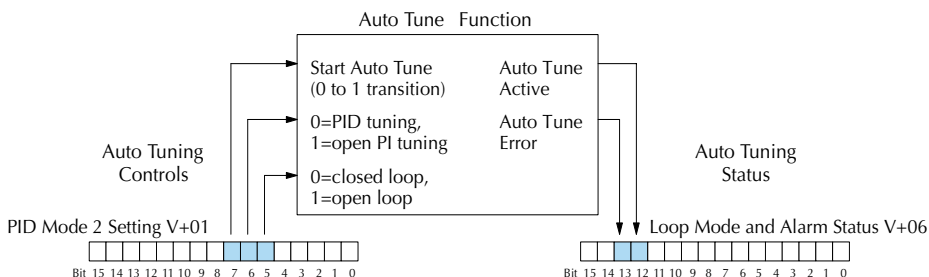 Auto Tune Function
Start Auto Tune
(0 to 1 transition)
0=PID tuning,
1=open PI tuning
0=closed loop,
1=open loop
Auto Tune
Active
Auto Tune
Error
Auto Tuning
Controls
Auto Tuning
Status
PID Mode 2 Setting V+01
Loop Mode and Alarm Status V+06
Bit 15 14 13 12 11 10 9 8 7 6 5 4 3 2 1 0
Bit 15 14 13 12 11 10 9 8 7 6 5 4 3 2 1 0